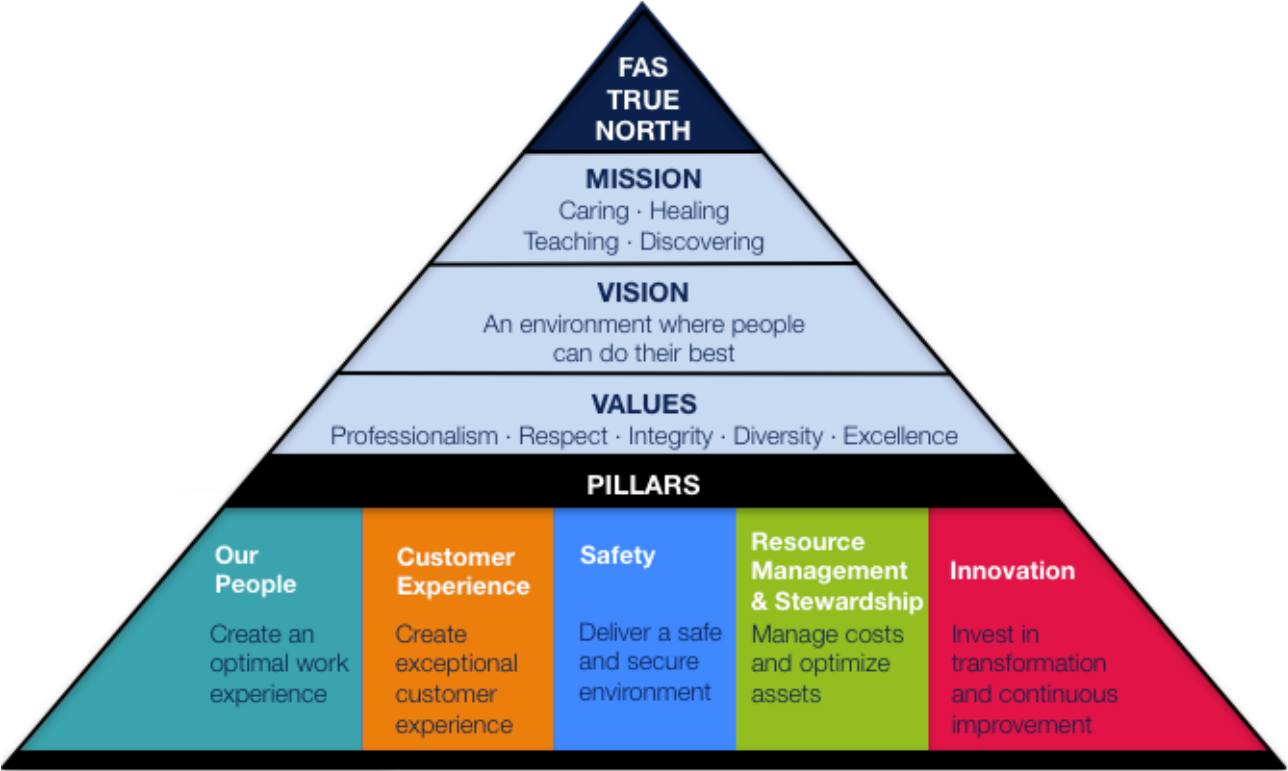 FAS
TRUE
NORTH
MISSION
Caring · Healing
Teaching · Discovering
VISION
An environment where people
can do their best
VALUES
Professionalism · Respect · Integrity · Diversity · Excellence
PILLARS
Our
People
Create an
optimal work
experience
Customer
Experience
Create
exceptional
customer
experience
Safety
Deliver a safe
and secure
environment
Resource
Management
& Stewardship
Manage costs
and optimize
assets
Innovation
Invest in
transformation
and continuous
improvement